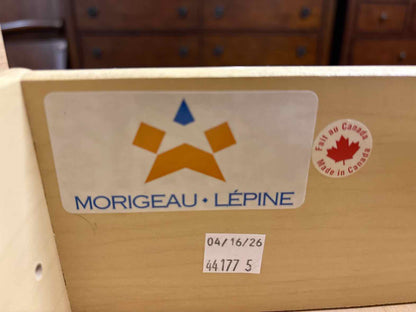 MORIGEAU • LÉPINE
Fait au Canada
Made in Canada
04/16/26
44177 5